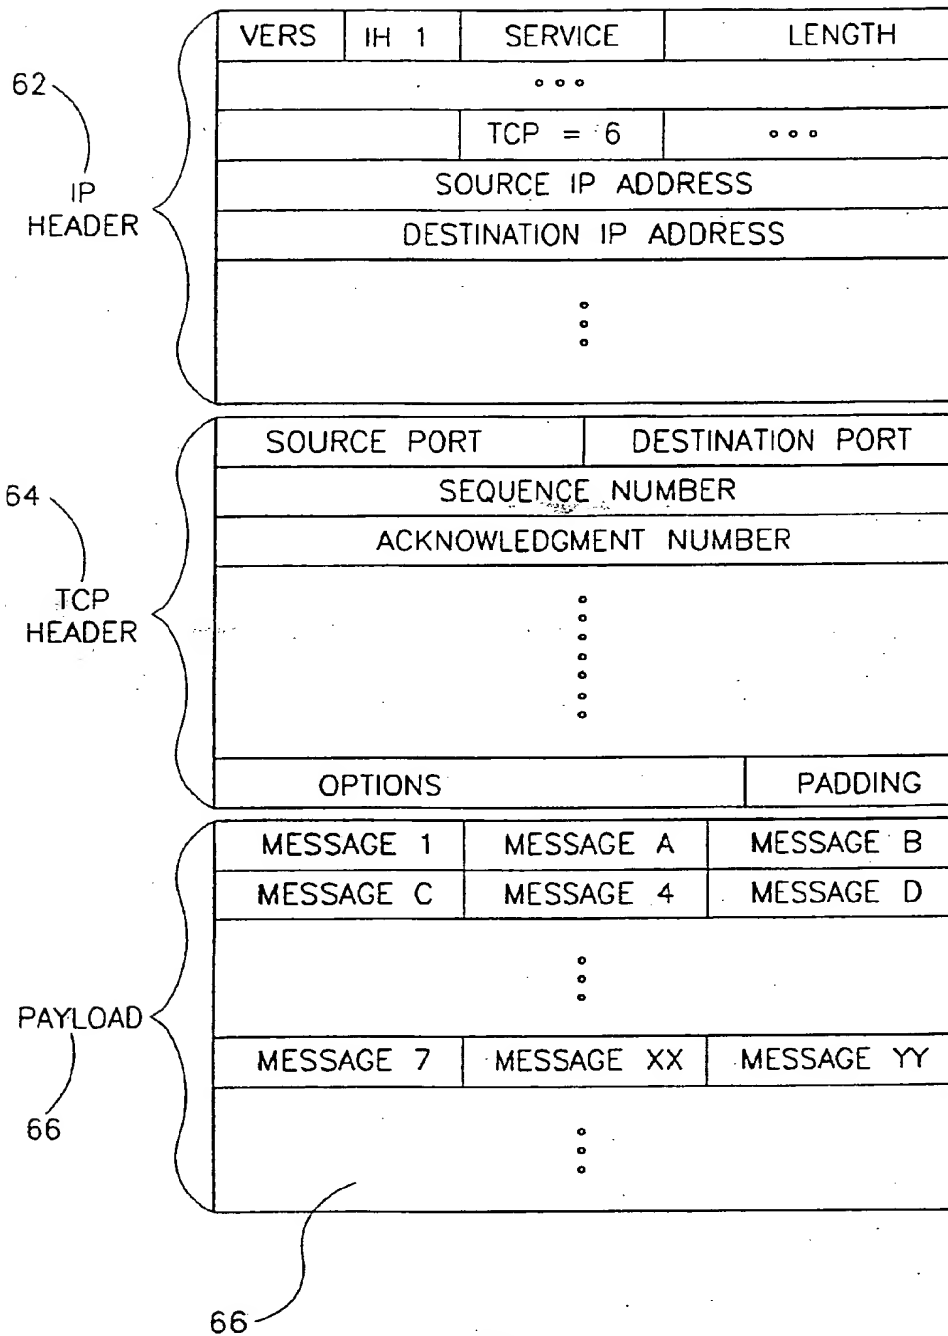 VERS IH 1 SERVICE LENGTH
62
TCP = 6
IP
HEADER
SOURCE IP ADDRESS
DESTINATION IP ADDRESS
SOURCE PORT DESTINATION PORT
64
SEQUENCE NUMBER
ACKNOWLEDGMENT NUMBER
TCP
HEADER
OPTIONS PADDING
MESSAGE 1 MESSAGE A MESSAGE B
MESSAGE C MESSAGE 4 MESSAGE D
PAYLOAD
MESSAGE 7 MESSAGE XX MESSAGE YY
66
66